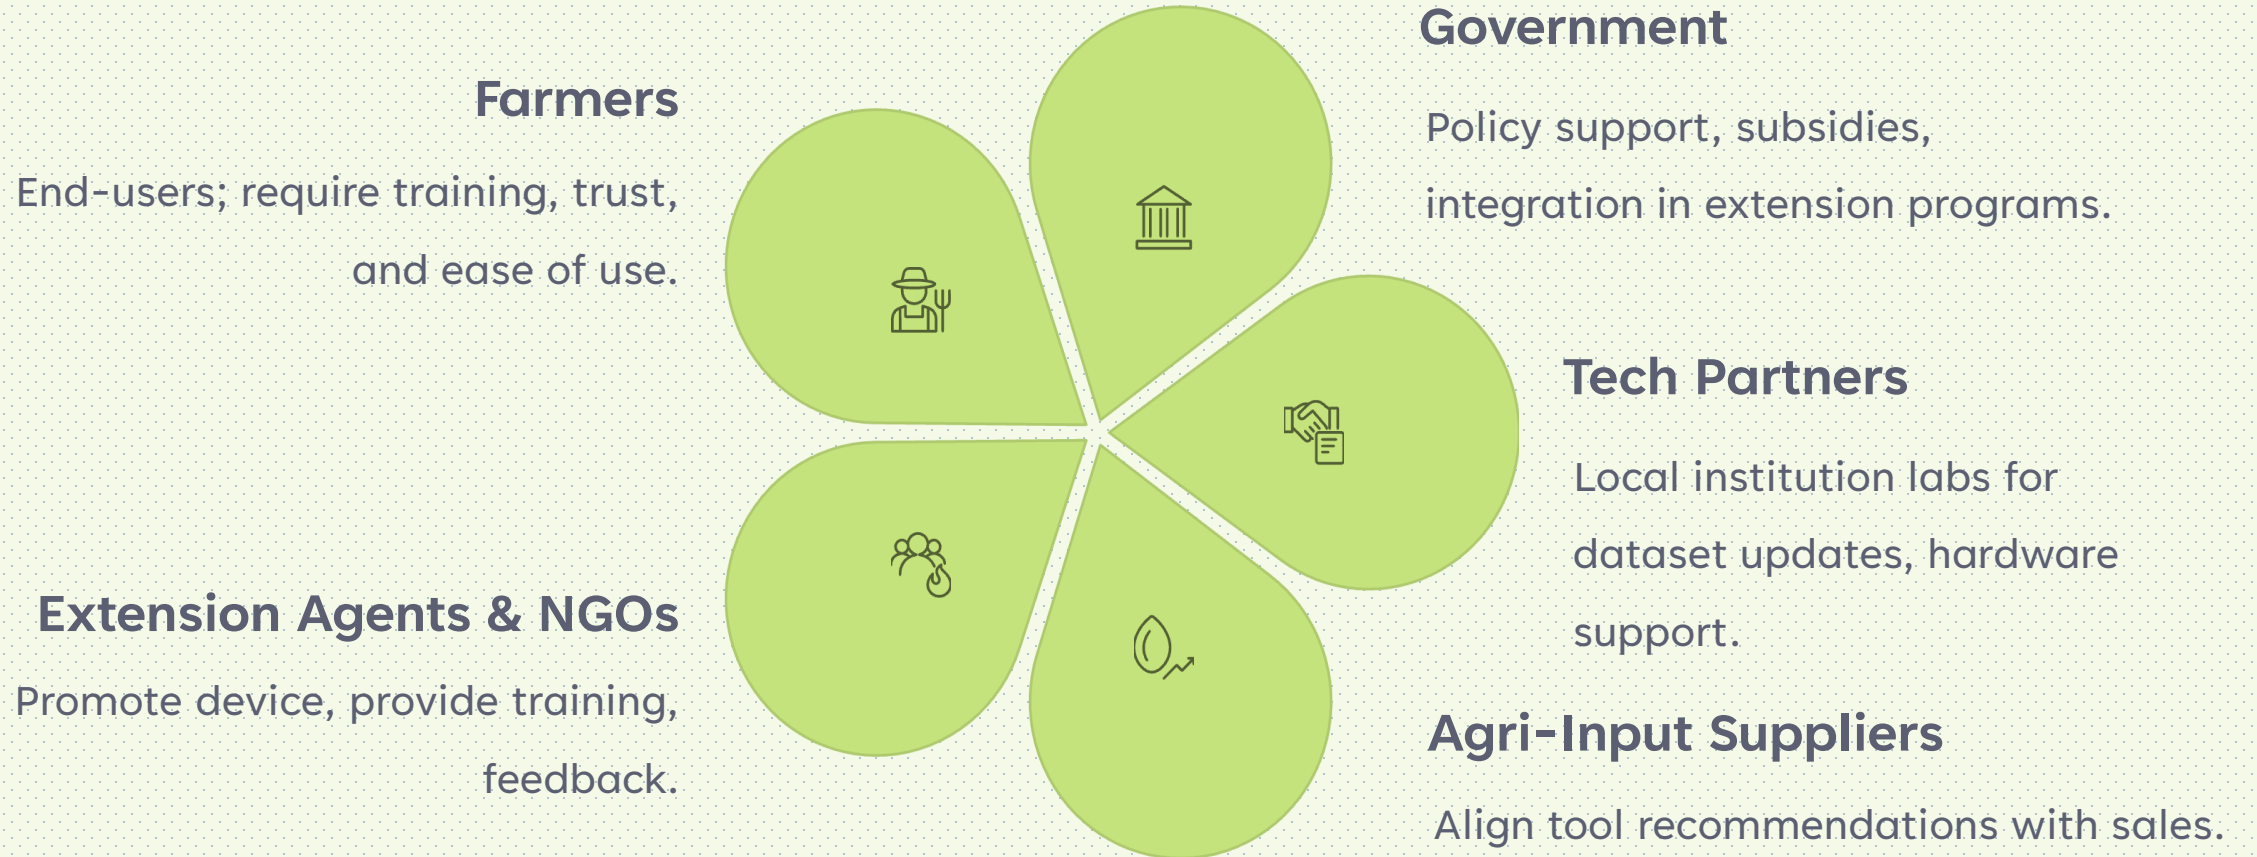 Farmers
End-users; require training, trust,
and ease of use.
Government
Policy support, subsidies,
integration in extension programs.
Tech Partners
Local institution labs for
dataset updates, hardware
support.
Extension Agents & NGOs
Promote device, provide training,
feedback.
Agri-Input Suppliers
Align tool recommendations with sales.